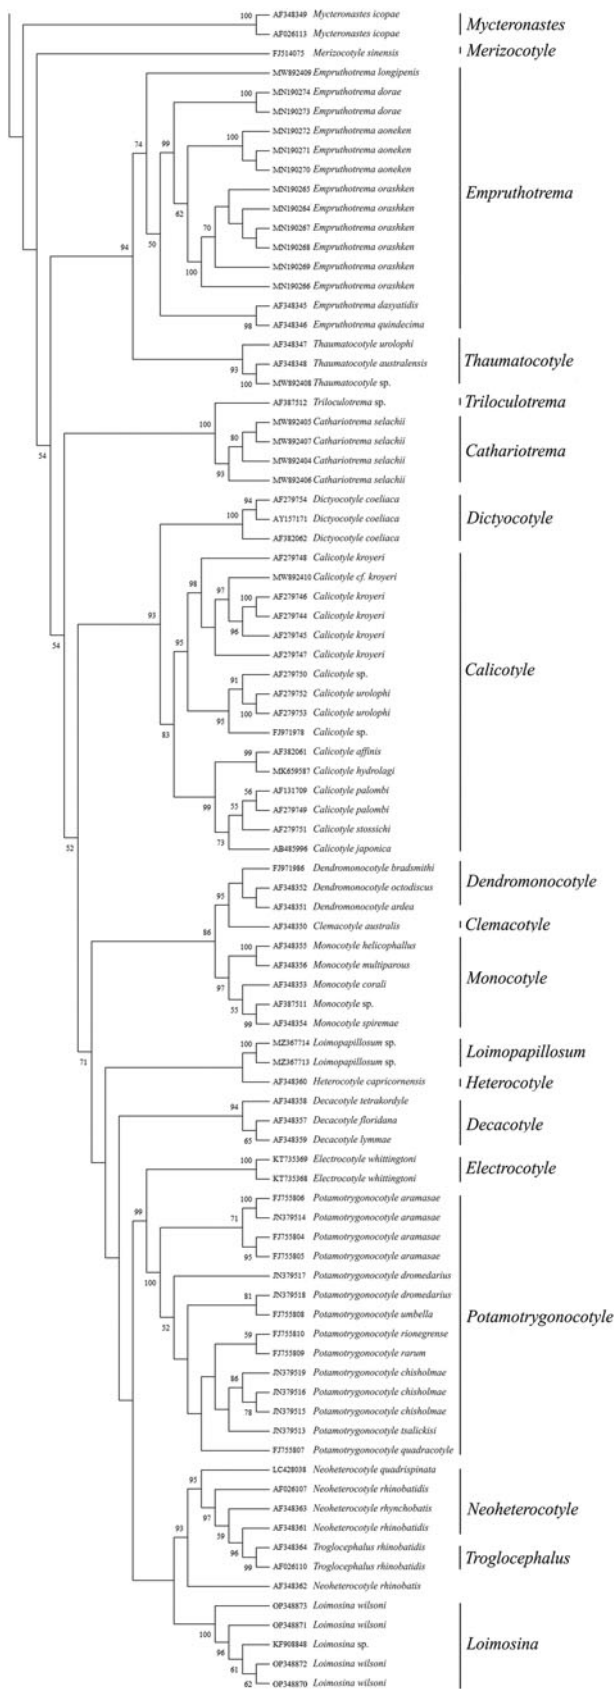 100 AF348349 Mycteronastes icopae
AF026113 Mycteronastes icopae
Mycteronastes
FJ514075 Merizocotyle sinensis
Merizocotyle
MW892409 Empruthotrema longipenis
100 MN190274 Empruthotrema dorae
MN190273 Empruthotrema dorae
99
74
100 MN190272 Empruthotrema aoneken
MN190271 Empruthotrema aoneken
MN190270 Empruthotrema aoneken
MN190265 Empruthotrema orashken
Empruthotrema
MN190264 Empruthotrema orashken
62
70 MN190267 Empruthotrema orashken
MN190268 Empruthotrema orashken
50
94
MN190269 Empruthotrema orashken
100
MN190266 Empruthotrema orashken
AF348345 Empruthotrema dasyatidis
98 AF348346 Empruthotrema quindecima
AF348347 Thaumatocotyle urolophi
AF348348 Thaumatocotyle australensis
Thaumatocotyle
93
100 MW892408 Thaumatocotyle sp.
AF387512 Triloculotrema sp.
Triloculotrema
100
MW892405 Cathariotrema selachii
80 MW892407 Cathariotrema selachii
Cathariotrema
54
MW892404 Cathariotrema selachii
93
MW892406 Cathariotrema selachii
94 AF279754 Dictyocotyle coeliaca
100 AY157171 Dictyocotyle coeliaca
Dictyocotyle
AF382062 Dictyocotyle coeliaca
AF279748 Calicotyle kroyeri
98
MW892410 Calicotyle cf. kroyeri
97
100 AF279746 Calicotyle kroyeri
93
AF279744 Calicotyle kroyeri
96 AF279745 Calicotyle kroyeri
95
54
AF279747 Calicotyle kroyeri
AF279750 Calicotyle sp.
Calicotyle
91
AF279752 Calicotyle urolophi
100 AF279753 Calicotyle urolophi
95
FJ971978 Calicotyle sp.
83
99 AF382061 Calicotyle affinis
MK659587 Calicotyle hydrolagi
56 AF131709 Calicotyle palombi
99
55 AF279749 Calicotyle palombi
AF279751 Calicotyle stossichi
73
AB485996 Calicotyle japonica
52
FJ971986 Dendromonocotyle bradsmithi
95 AF348352 Dendromonocotyle octodiscus
Dendromonocotyle
AF348351 Dendromonocotyle ardea
86
AF348350 Clemacotyle australis
Clemacotyle
100 AF348355 Monocotyle helicophallus
AF348356 Monocotyle multiparous
97
AF348353 Monocotyle corali
Monocotyle
55
AF387511 Monocotyle sp.
99 AF348354 Monocotyle spiremae
100 MZ367714 Loimopapillosum sp.
Loimopapillosum
71
MZ367713 Loimopapillosum sp.
AF348360 Heterocotyle capricornensis
Heterocotyle
94 AF348358 Decacotyle tetrakordyle
AF348357 Decacotyle floridana
Decacotyle
65 AF348359 Decacotyle lymmae
100 KT735369 Electrocotyle whittingtoni
KT735368 Electrocotyle whittingtoni
Electrocotyle
100 FJ755806 Potamotrygonocotyle aramasae
99
71 JN379514 Potamotrygonocotyle aramasae
FJ755804 Potamotrygonocotyle aramasae
95 FJ755805 Potamotrygonocotyle aramasae
100
JN379517 Potamotrygonocotyle dromedarius
81 JN379518 Potamotrygonocotyle dromedarius
FJ755808 Potamotrygonocotyle umbella
Potamotrygonocotyle
52
59 FJ755810 Potamotrygonocotyle rionegrense
FJ755809 Potamotrygonocotyle rarum
86 JN379519 Potamotrygonocotyle chisholmae
JN379516 Potamotrygonocotyle chisholmae
78 JN379515 Potamotrygonocotyle chisholmae
JN379513 Potamotrygonocotyle tsalickisi
FJ755807 Potamotrygonocotyle quadracotyle
LC428038 Neoheterocotyle quadrispinata
95
AF026107 Neoheterocotyle rhinobatidis
97 AF348363 Neoheterocotyle rhynchobatis
Neoheterocotyle
93
59 AF348361 Neoheterocotyle rhinobatidis
96 AF348364 Troglocephalus rhinobatidis
99 AF026110 Troglocephalus rhinobatidis
Troglocephalus
AF348362 Neoheterocotyle rhinobatis
OP348873 Loimosina wilsoni
100
OP348871 Loimosina wilsoni
96
KF908848 Loimosina sp.
Loimosina
61
OP348872 Loimosina wilsoni
62 OP348870 Loimosina wilsoni